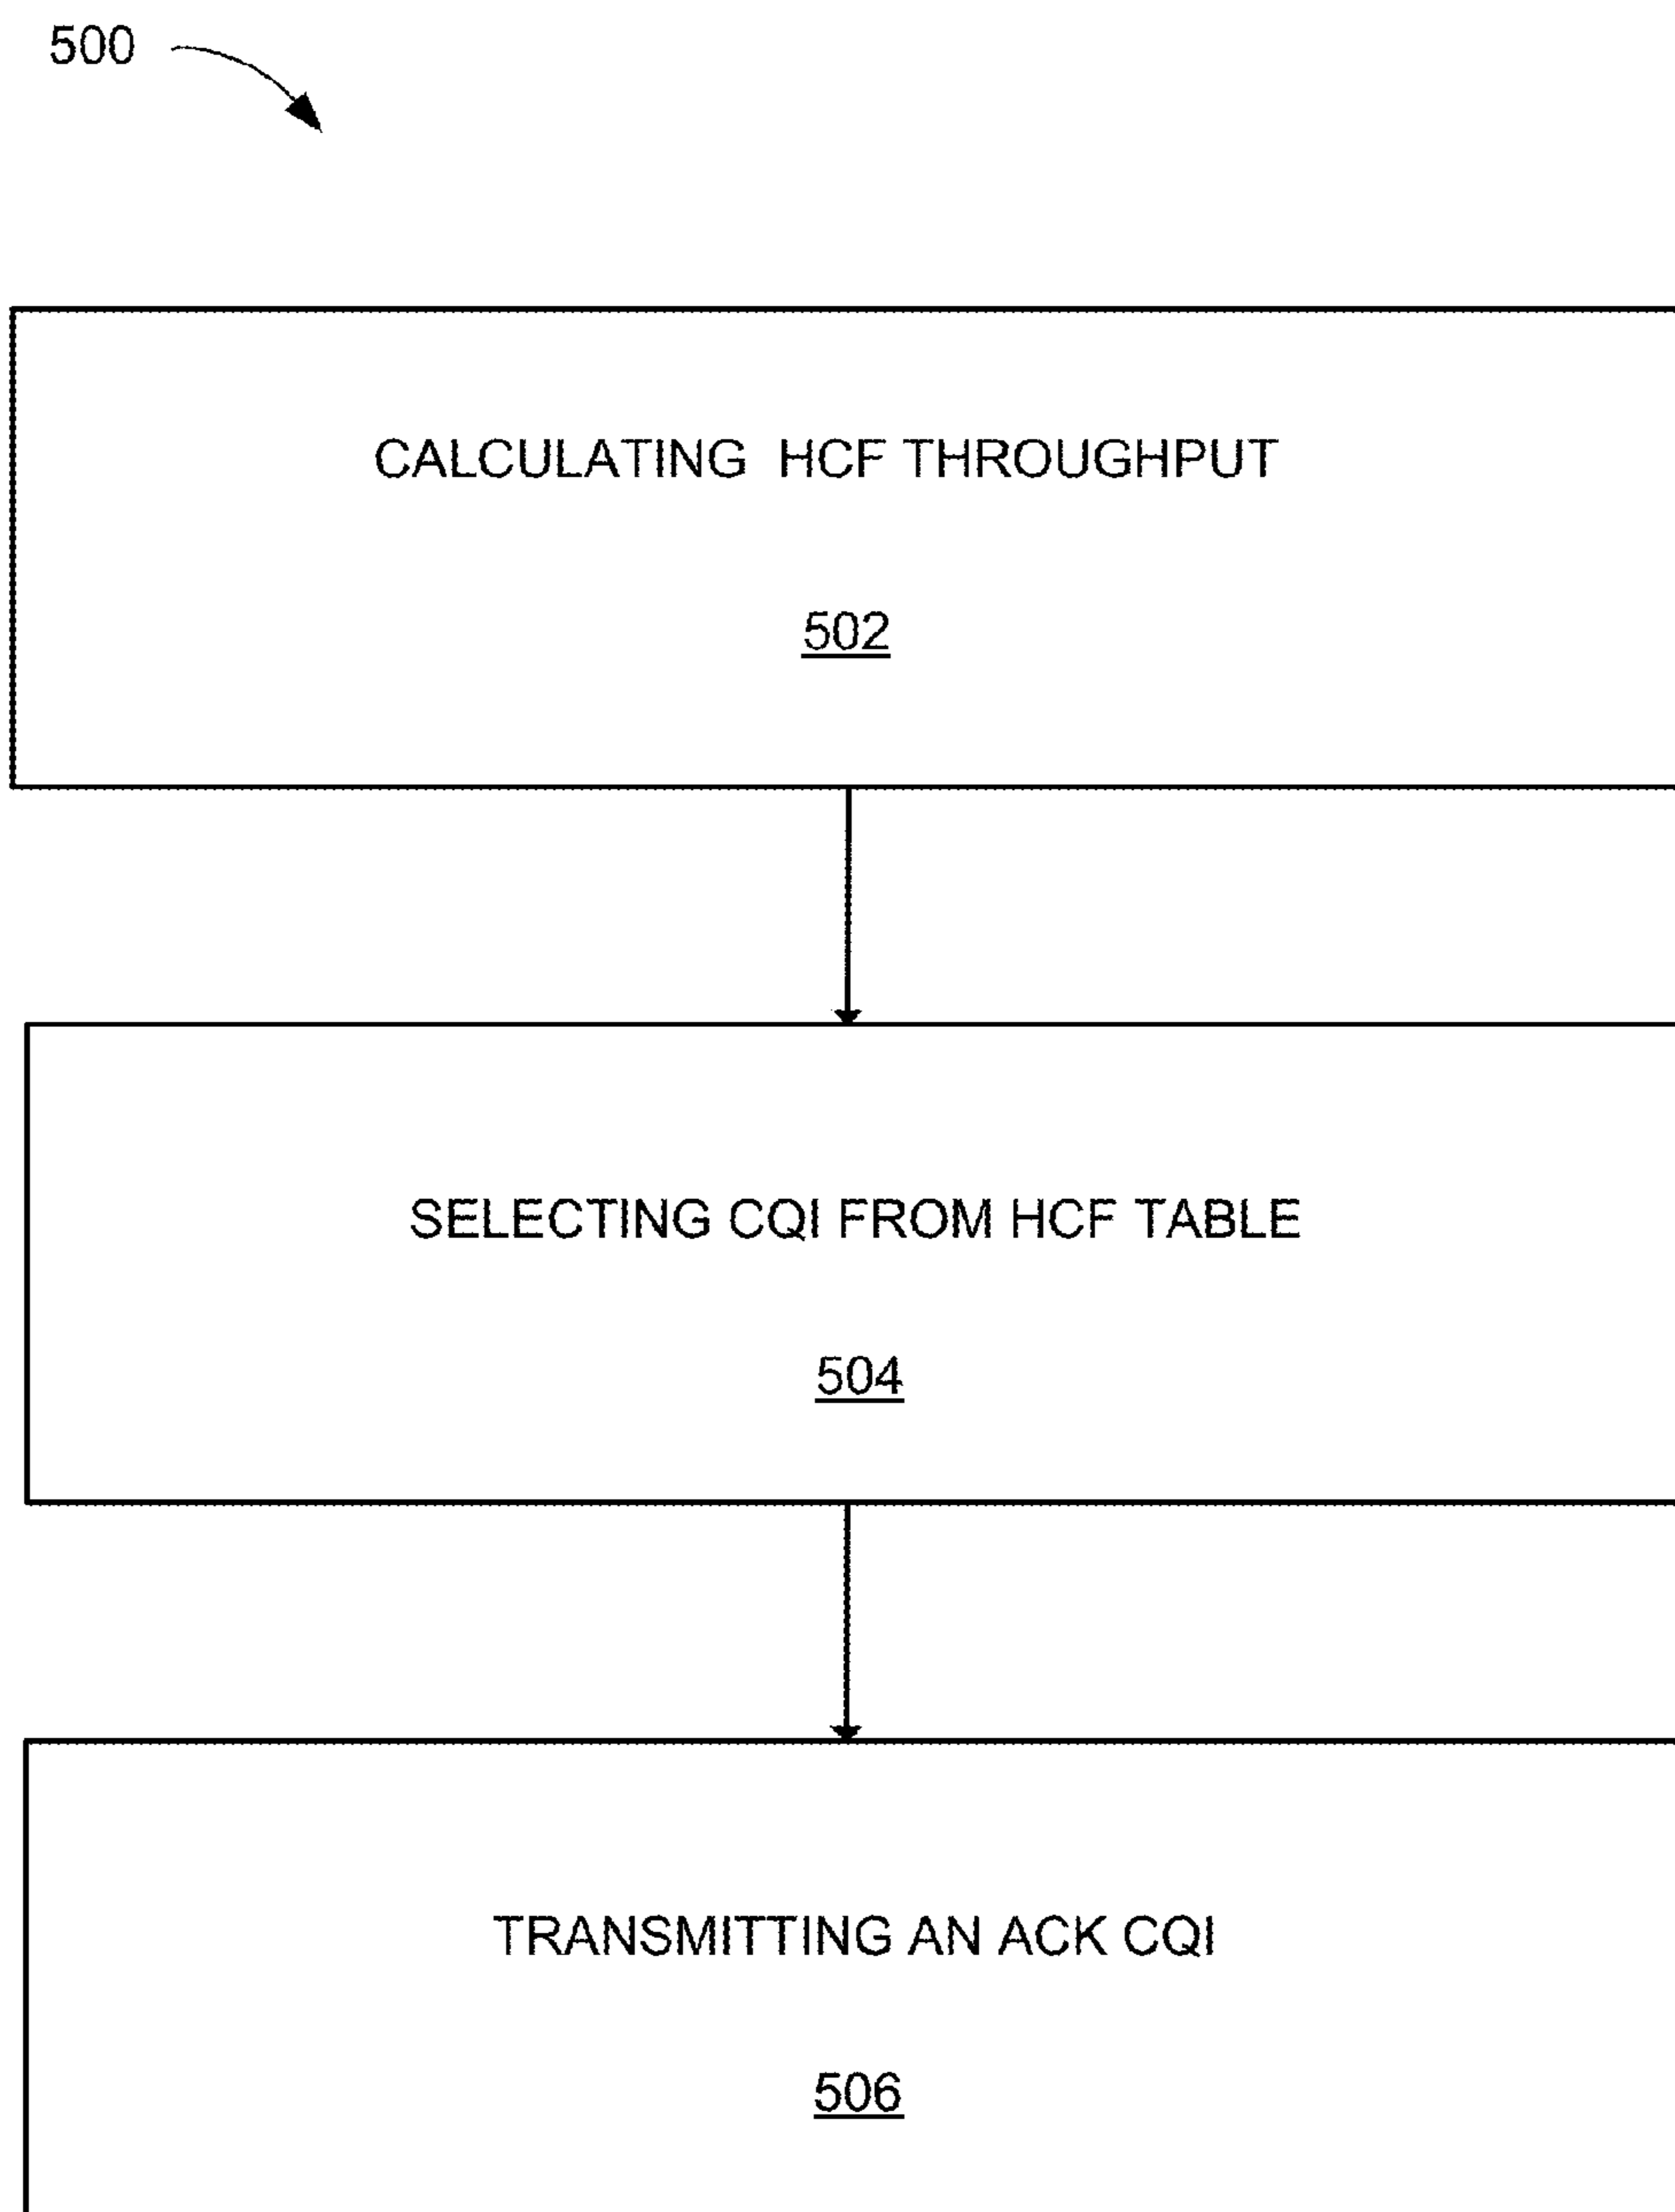 500
CALCULATING HCF THROUGHPUT
502
SELECTING CQI FROM HCF TABLE
504
TRANSMITTING AN ACK CQI
506